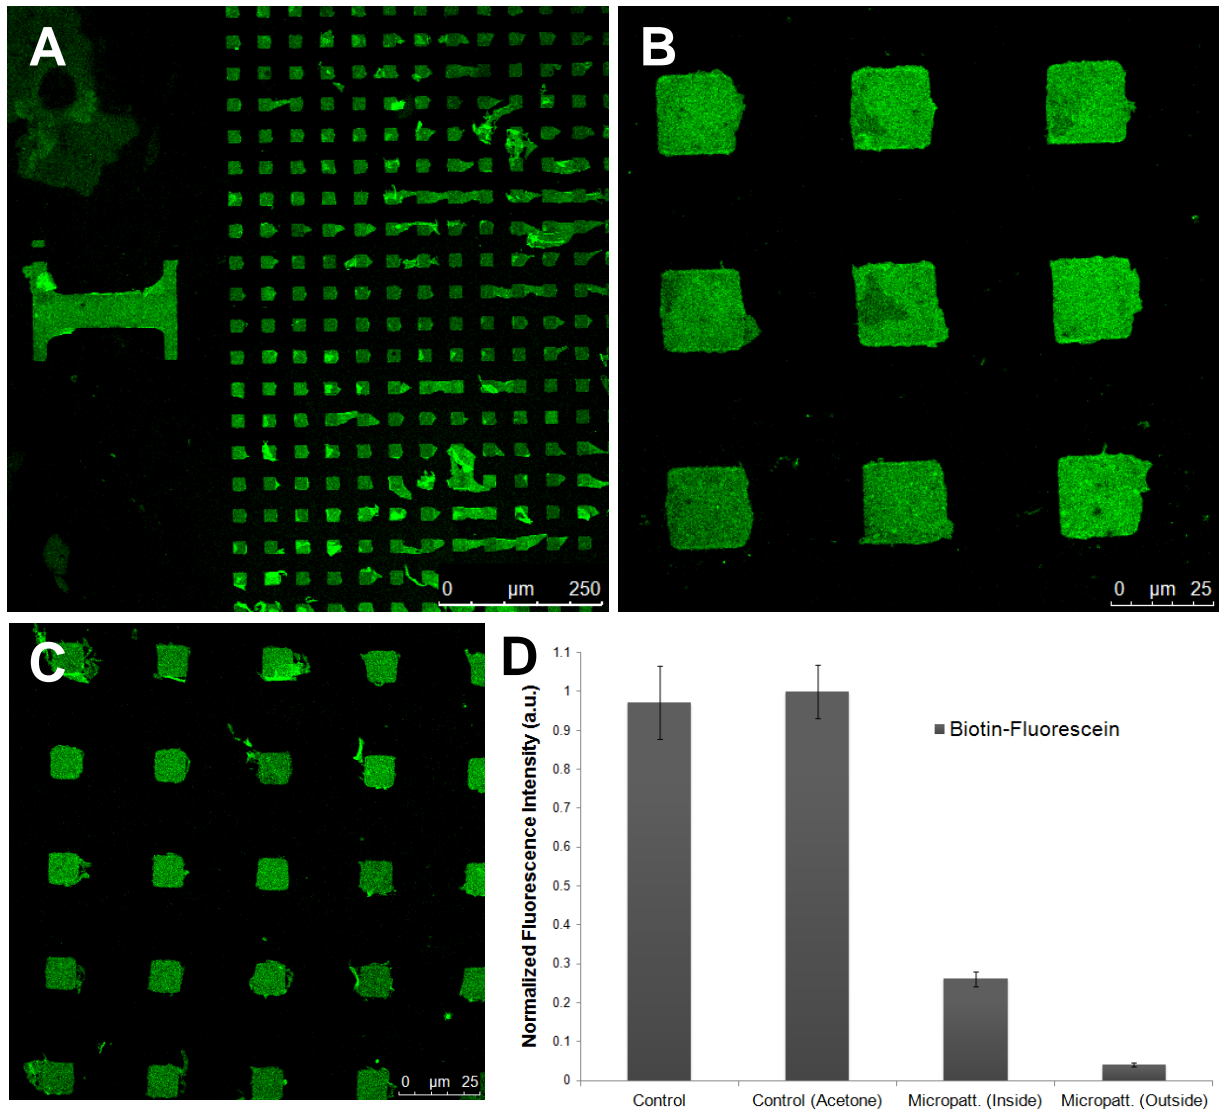 A
0 µm 250
B
0 µm 25
C
0 µm 25
D
Normalized Fluorescence Intensity (a.u.)
1.1
1
0.9
0.8
0.7
0.6
0.5
0.4
0.3
0.2
0.1
0
Biotin-Fluorescein
Control
Control (Acetone)
Micropatt. (Inside)
Micropatt. (Outside)